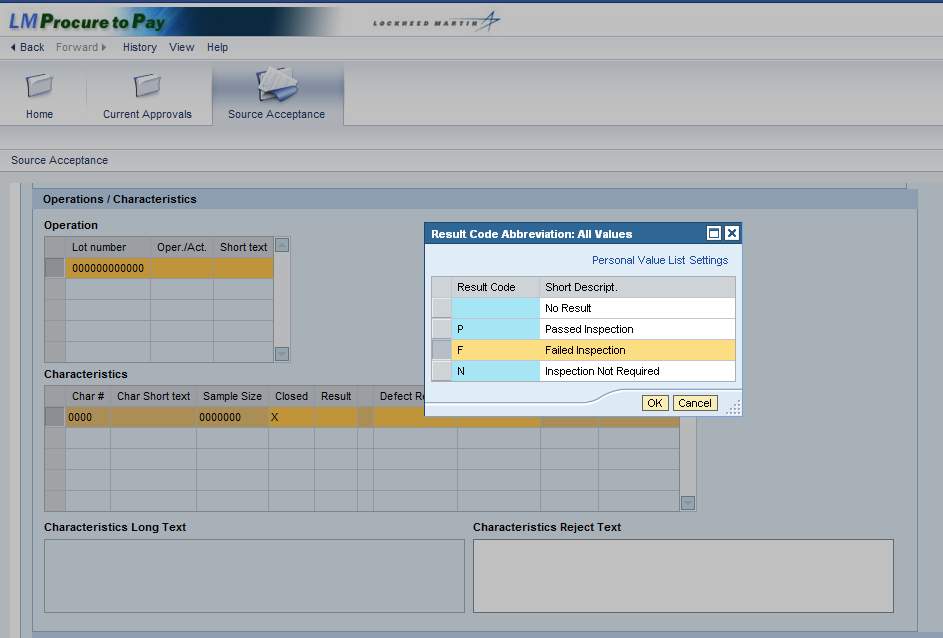 LM Procure to Pay
LOCKHEED MARTIN
Back Forward History View Help
Home Current Approvals Source Acceptance
Source Acceptance
Operations / Characteristics
Operation
Lot number Oper./Act. Short text
000000000000
Result Code Abbreviation: All Values
Personal Value List Settings
Result Code Short Descript.
No Result
P Passed Inspection
F Failed Inspection
N Inspection Not Required
OK Cancel
Characteristics
Char # Char Short text Sample Size Closed Result Defect
0000 0000000 X
Characteristics Long Text Characteristics Reject Text